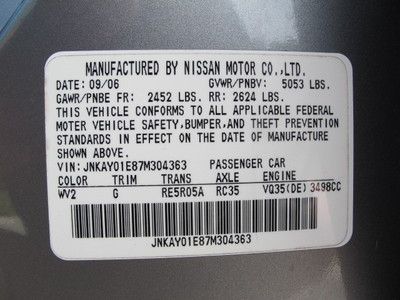 MANUFACTURED BY NISSAN MOTOR CO.,LTD.
DATE: 09/06 GVWR/PNBV: 5053 LBS.
GAWR/PNBE FR: 2452 LBS. RR: 2624 LBS.
THIS VEHICLE CONFORMS TO ALL APPLICABLE FEDERAL
MOTER VEHICLE SAFETY,BUMPER,AND THEFT PREVENTION
STANDARDS IN EFFECT ON THE DATE OF MANUFACTURE
SHOWN ABOVE.
VIN: JNKAY01E87M304363 PASSENGER CAR
COLOR TRIM TRANS AXLE ENGINE
WV2 G RE5R05A RC35 VQ35(DE) 3498CC
JNKAY01E87M304363